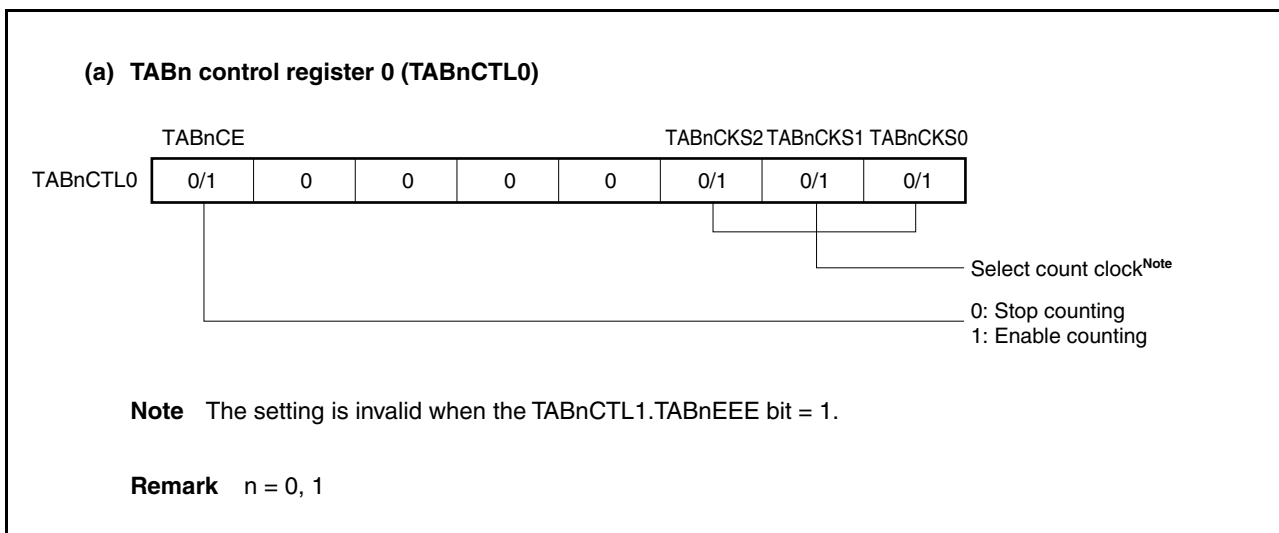 (a) TABn control register 0 (TABnCTL0)
TABnCE TABnCKS2 TABnCKS1 TABnCKS0
TABnCTL0 0/1 0 0 0 0 0/1 0/1 0/1
Select count clockNote
0: Stop counting
1: Enable counting
Note The setting is invalid when the TABnCTL1.TABnEEE bit = 1.
Remark n = 0, 1